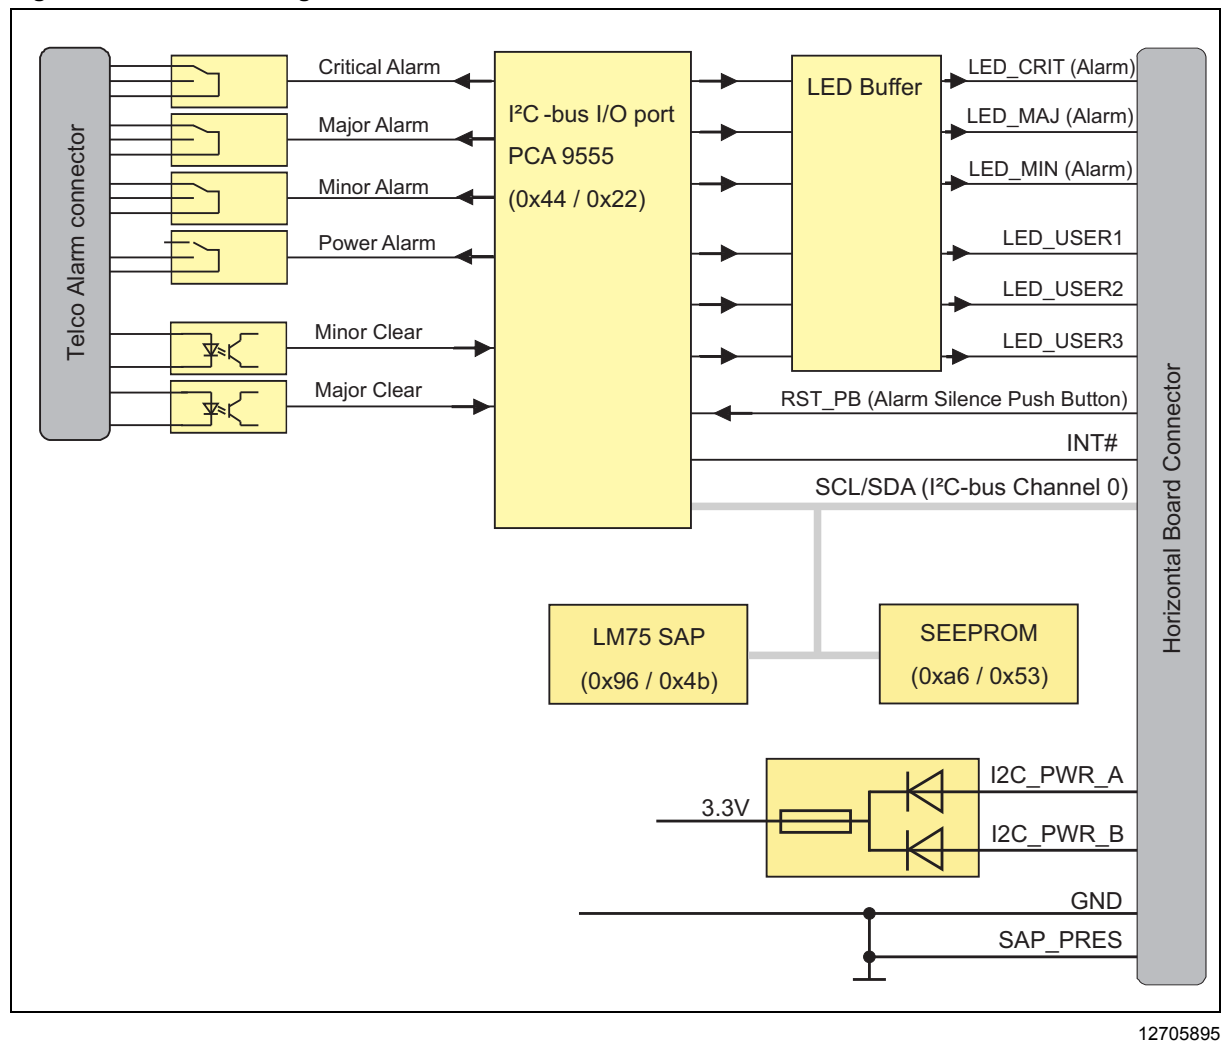 Telco Alarm connector
Critical Alarm
Major Alarm
Minor Alarm
Power Alarm
Minor Clear
Major Clear
I²C -bus I/O port
PCA 9555
(0x44 / 0x22)
LED Buffer
LED_CRIT (Alarm)
LED_MAJ (Alarm)
LED_MIN (Alarm)
LED_USER1
LED_USER2
LED_USER3
RST_PB (Alarm Silence Push Button)
INT#
SCL/SDA (I²C-bus Channel 0)
Horizontal Board Connector
LM75 SAP
(0x96 / 0x4b)
SEEPROM
(0xa6 / 0x53)
3.3V
I2C_PWR_A
I2C_PWR_B
GND
SAP_PRES
12705895